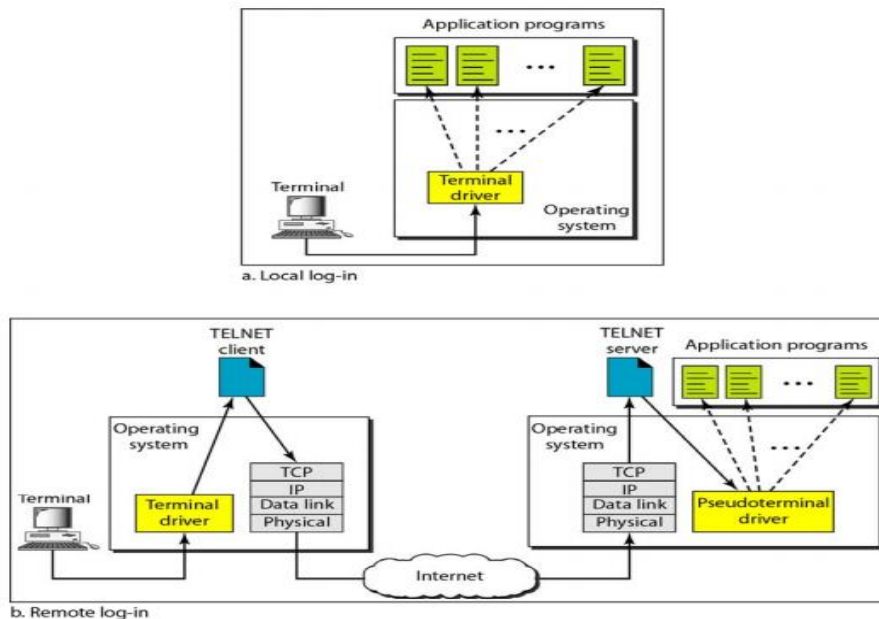 Application programs
...
Terminal
Terminal
driver
...
Operating
system
a. Local log-in
TELNET
client
TELNET
server
Application programs
...
Operating
system
Operating
system
...
TCP
IP
Data link
Physical
TCP
IP
Data link
Physical
Terminal
Terminal
driver
Pseudoterminal
driver
Internet
b. Remote log-in